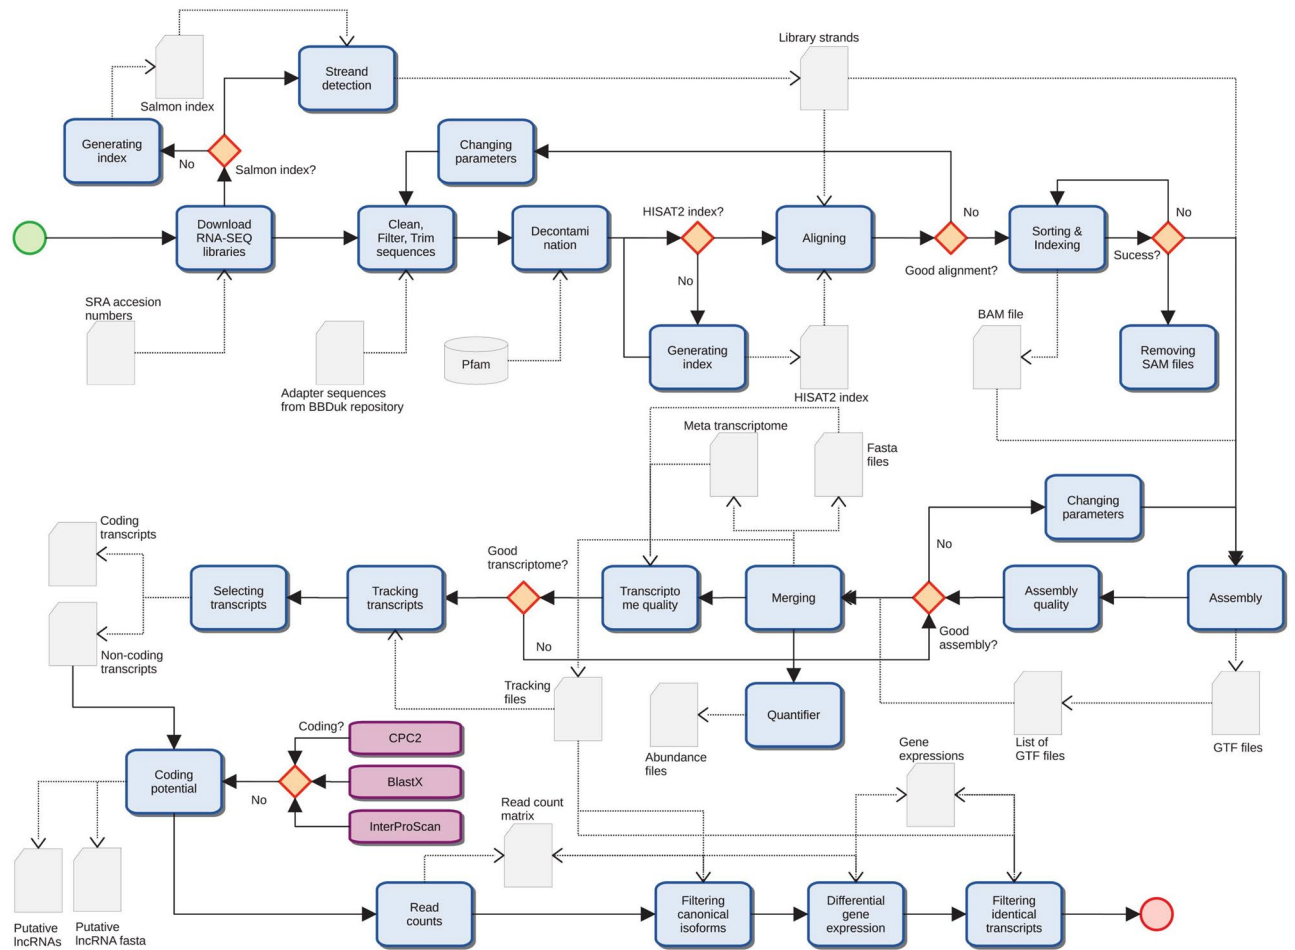 Library strands
Streand
detection
Salmon index
Generating
index
No
Salmon index?
Changing
parameters
Download
RNA-SEQ
libraries
Clean,
Filter, Trim
sequences
Decontami
nation
HISAT2 index?
No
Aligning
No
Good alignment?
Sorting &
Indexing
No
Sucess?
SRA accesion
numbers
Adapter sequences
from BBDuk repository
Pfam
Generating
index
HISAT2 index
BAM file
Removing
SAM files
Meta transcriptome
Fasta
files
Changing
parameters
No
Coding
transcripts
Non-coding
transcripts
Selecting
transcripts
Tracking
transcripts
Good
transcriptome?
No
Transcripto
me quality
Merging
Good
assembly?
Assembly
quality
Assembly
Tracking
files
Abundance
files
Quantifier
List of
GTF files
GTF files
Coding?
CPC2
BlastX
InterProScan
No
Coding
potential
Gene
expressions
Read count
matrix
Putative
lncRNAs
Putative
lncRNA fasta
Read
counts
Filtering
canonical
isoforms
Differential
gene
expression
Filtering
identical
transcripts